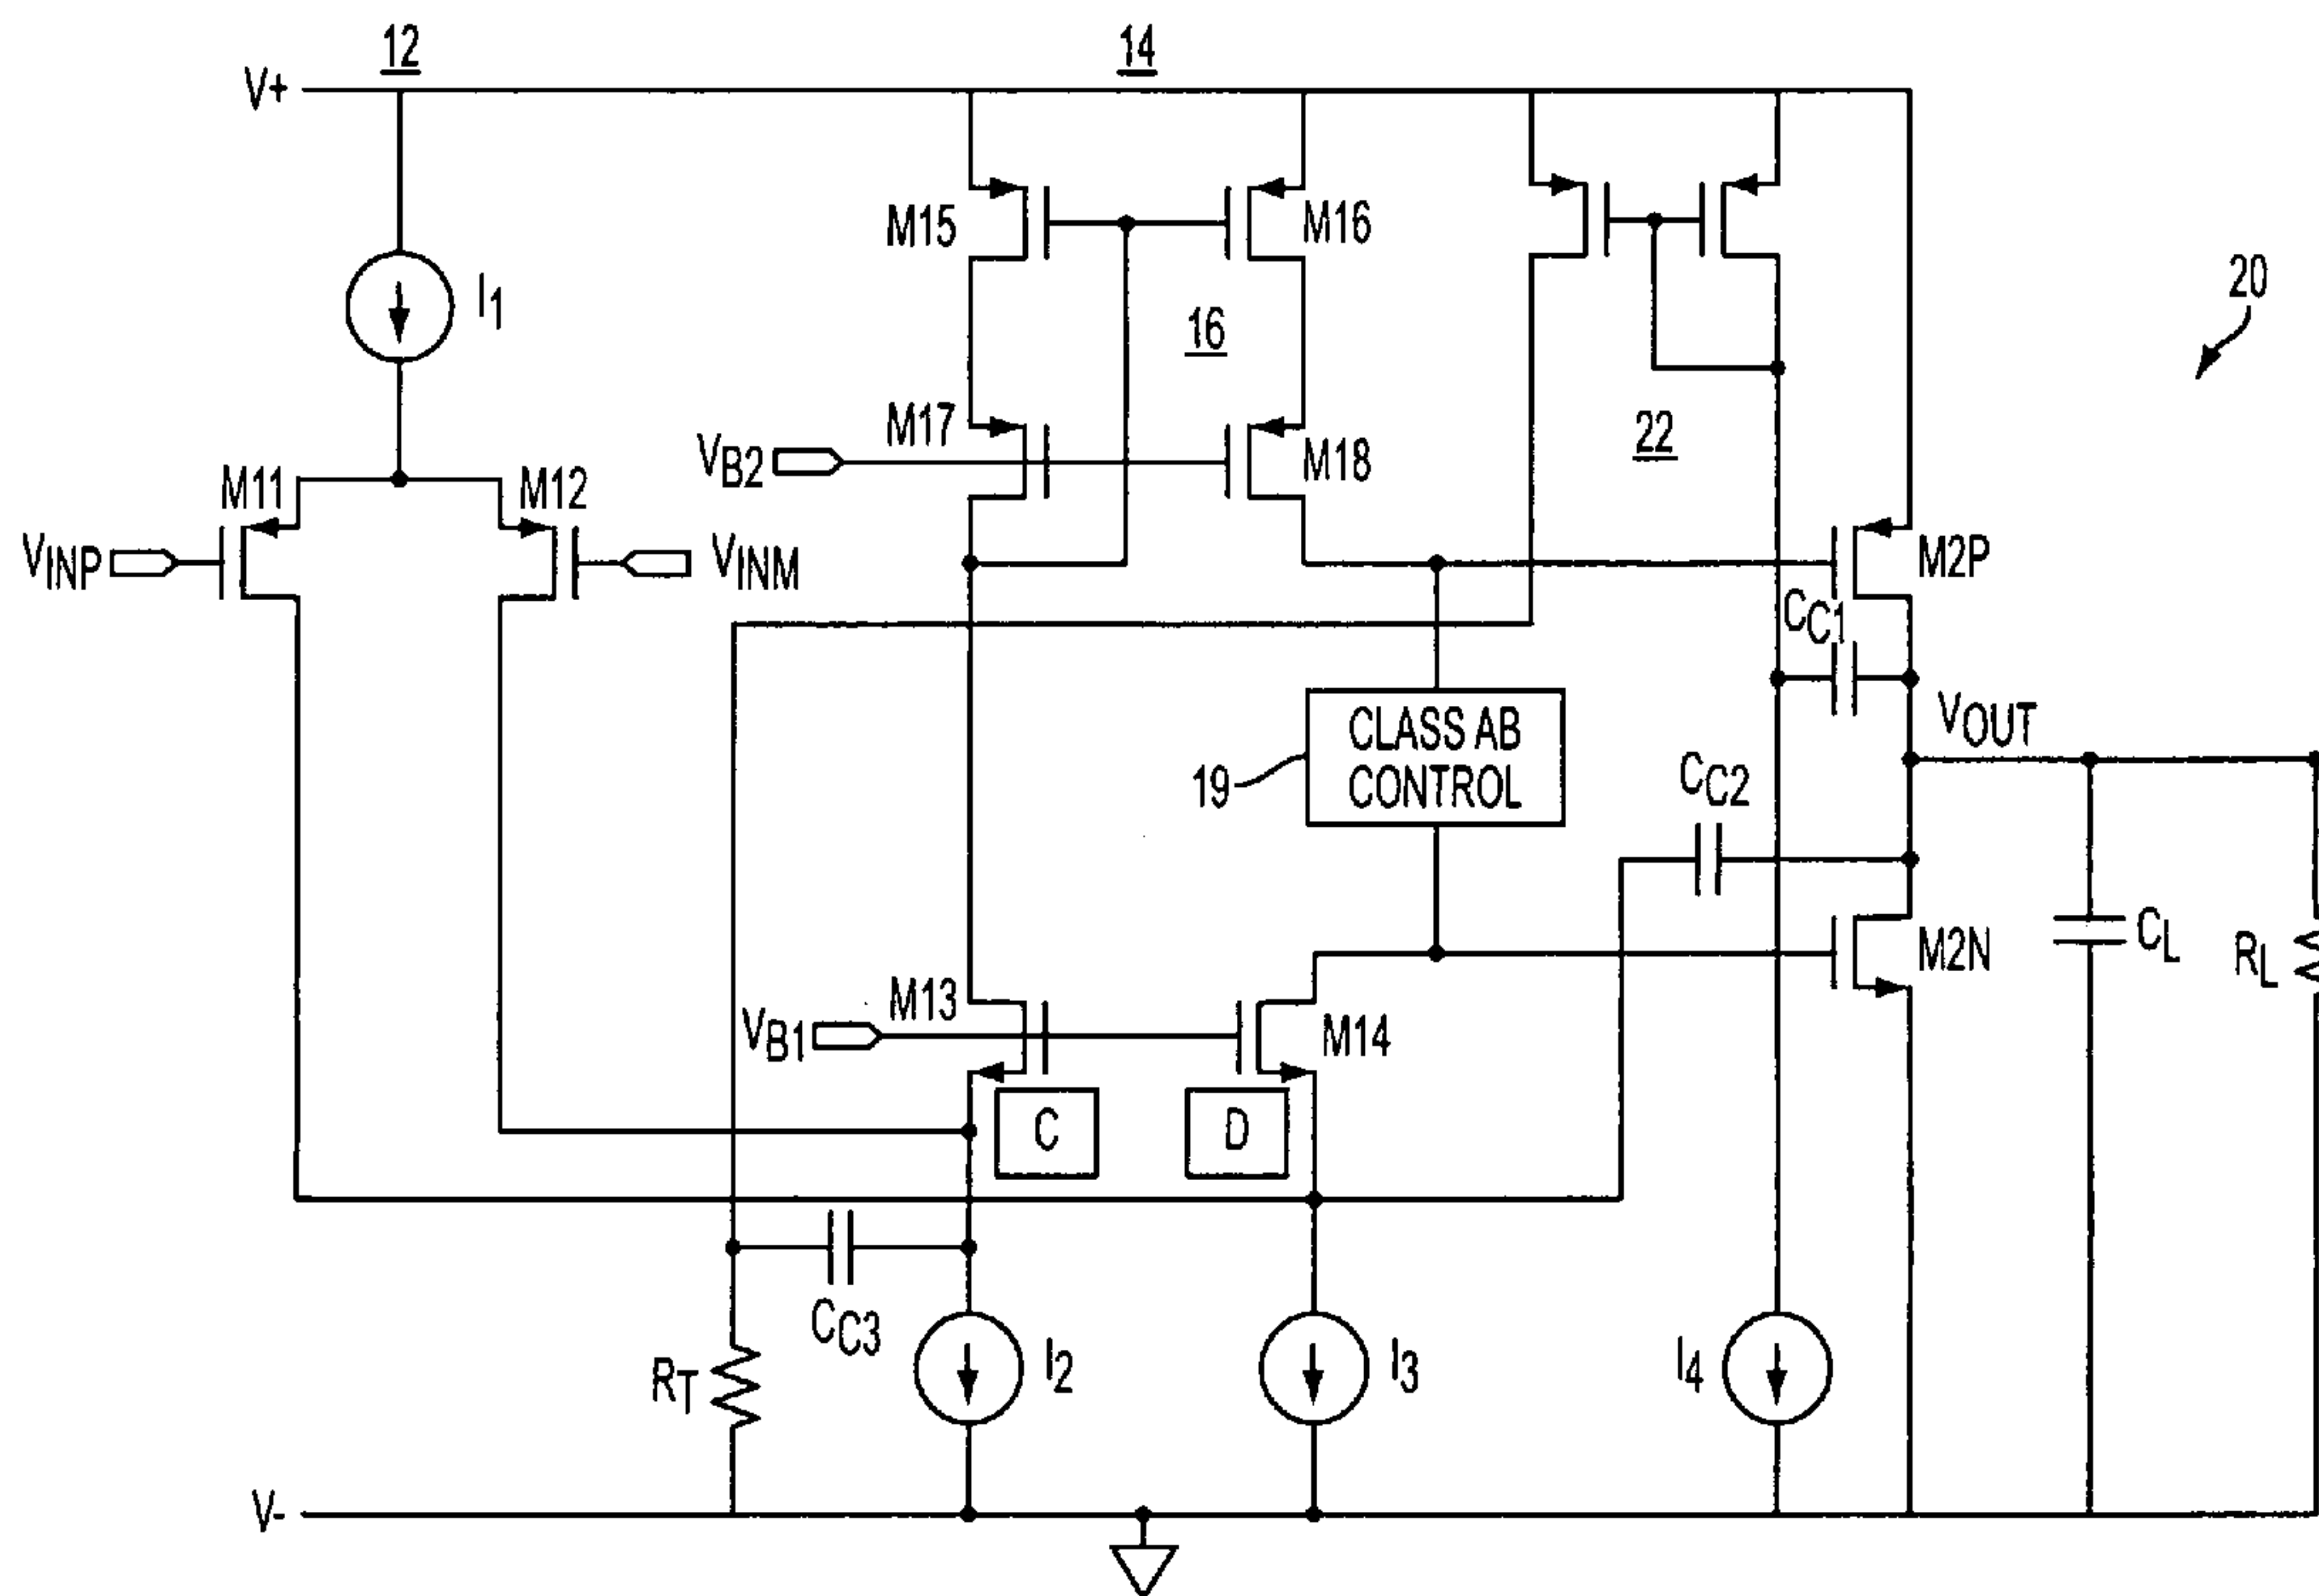 12
14
V+
M15
M16
I1
16
20
M17
VB2
M18
22
M11
M12
VINP
VINM
M2P
CC1
CLASS AB
CONTROL
VOUT
19
CC2
M13
M2N
CL
RL
VB1
M14
C
D
CC3
RT
I2
I3
I4
V-